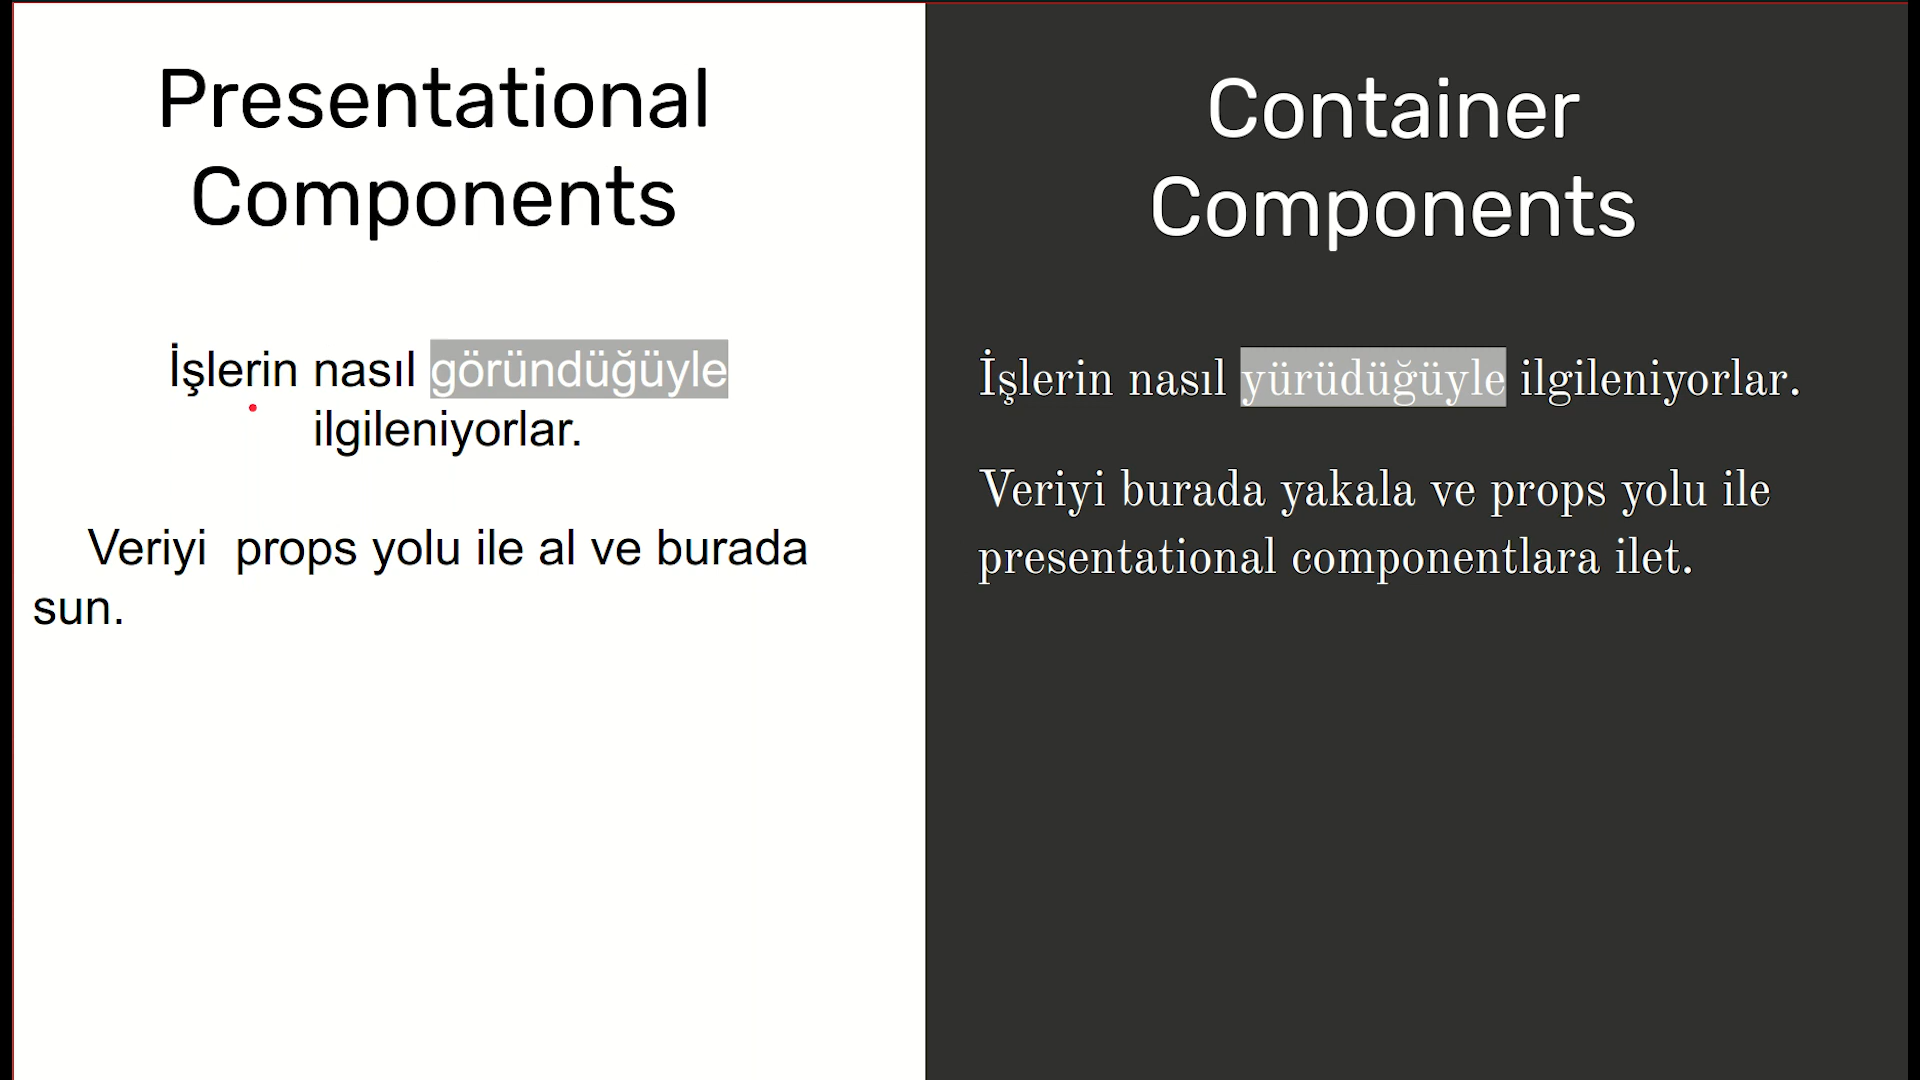 Presentational
Components
İşlerin nasıl göründüğüyle
ilgileniyorlar.
Veriyi  props yolu ile al ve burada
sun.
Container
Components
İşlerin nasıl yürüdüğüyle ilgileniyorlar.
Veriyi burada yakala ve props yolu ile
presentational componentlara ilet.